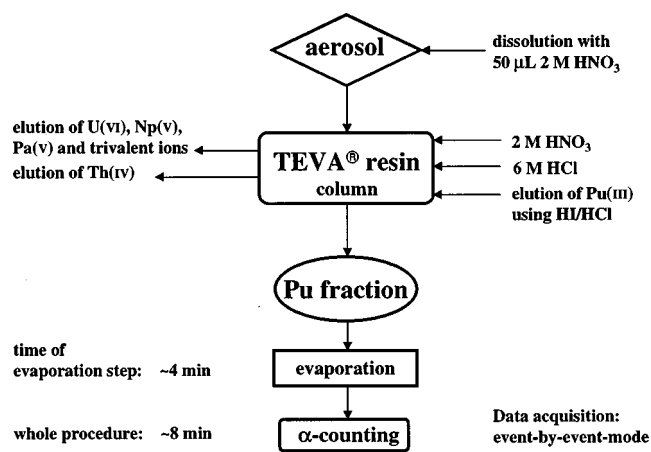 aerosol
dissolution with
50 µL 2 M HNO₃
elution of U(VI), Np(V),
Pa(V) and trivalent ions
elution of Th(IV)
TEVA® resin
column
2 M HNO₃
6 M HCl
elution of Pu(III)
using HI/HCl
Pu fraction
time of
evaporation step: ~4 min
evaporation
whole procedure: ~8 min
α-counting
Data acquisition:
event-by-event-mode